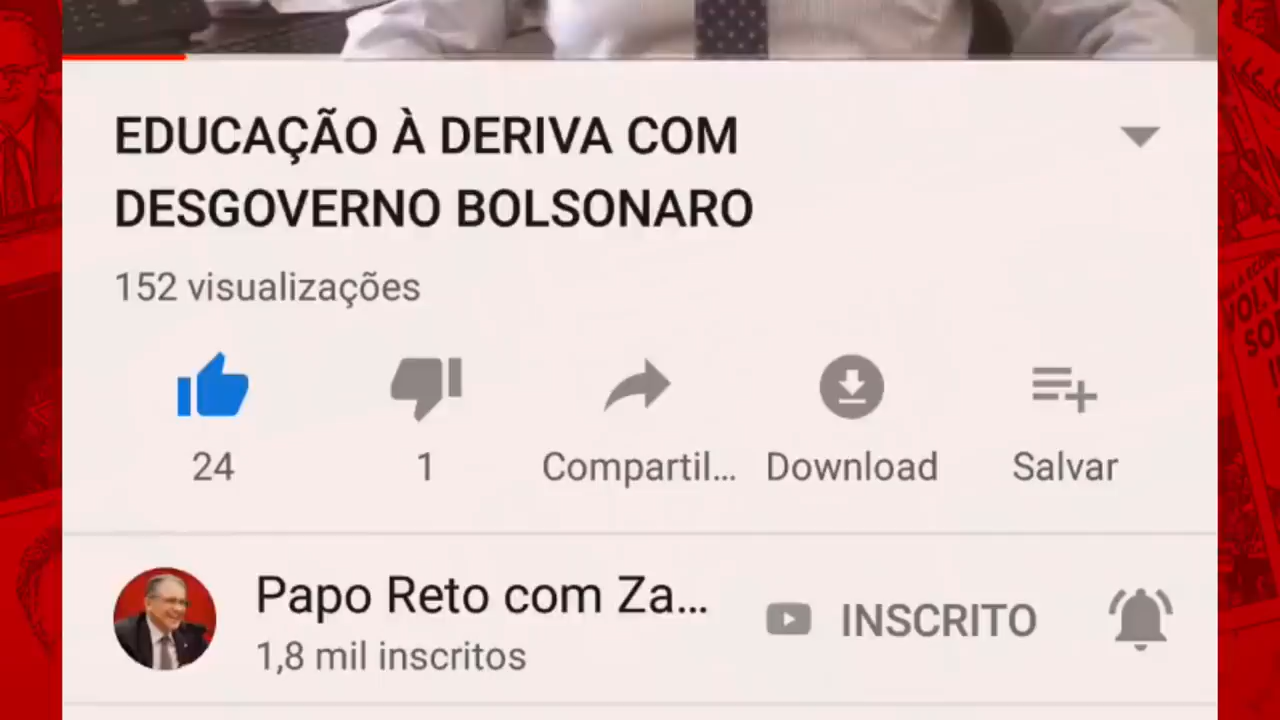 EDUCAÇÃO À DERIVA COM
DESGOVERNO BOLSONARO
152 visualizações
24
1
Compartil...
Download
Salvar
Papo Reto com Za...
INSCRITO
1,8 mil inscritos